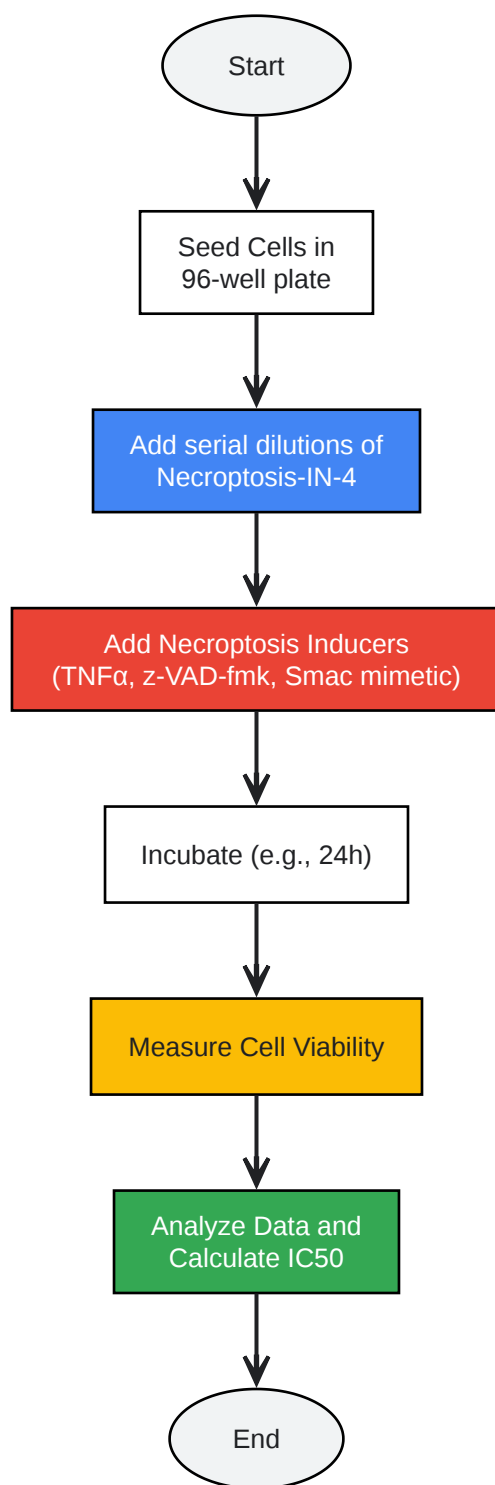 Start
Seed Cells in
96-well plate
Add serial dilutions of
Necroptosis-IN-4
Add Necroptosis Inducers
(TNFα, z-VAD-fmk, Smac mimetic)
Incubate (e.g., 24h)
Measure Cell Viability
Analyze Data and
Calculate IC50
End